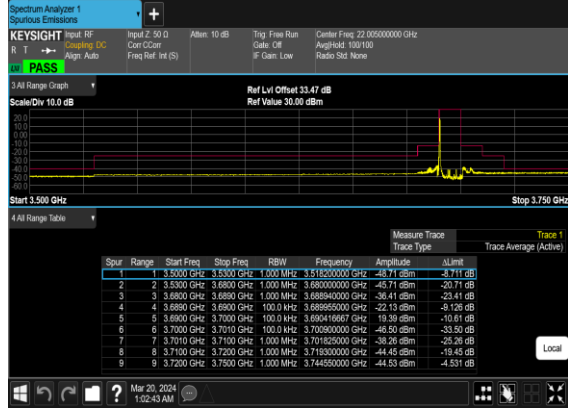 Spectrum Analyzer 1
Spurious Emissions
+
KEYSIGHT Input: RF Input Z: 50 Ω Atten: 10 dB Trig: Free Run Center Freq: 22.005000000 GHz
R T Coupling: DC Corr CCorr Gate: Off Avg|Hold: 100/100
Align: Auto Freq Ref: Int (S) IF Gain: Low Radio Std: None
PASS
3 All Range Graph Ref Lvl Offset 33.47 dB
Scale/Div 10.0 dB Ref Value 30.00 dBm
20.0
10.0
0.00
-10.0
-20.0
-30.0
-40.0
-50.0
-60.0
Start 3.500 GHz Stop 3.750 GHz
4 All Range Table
Measure Trace Trace 1
Trace Type Trace Average (Active)
Spur Range Start Freq Stop Freq RBW Frequency Amplitude ΔLimit
1 1 3.5000 GHz 3.5300 GHz 1.000 MHz 3.518200000 GHz -48.71 dBm -8.711 dB
2 2 3.5300 GHz 3.6800 GHz 1.000 MHz 3.680000000 GHz -45.71 dBm -20.71 dB
3 3 3.6800 GHz 3.6890 GHz 1.000 MHz 3.688940000 GHz -36.41 dBm -23.41 dB
4 4 3.6890 GHz 3.6900 GHz 100.0 kHz 3.689955000 GHz -22.13 dBm -9.126 dB
5 5 3.6900 GHz 3.7000 GHz 100.0 kHz 3.690416667 GHz 19.39 dBm -10.61 dB
6 6 3.7000 GHz 3.7010 GHz 100.0 kHz 3.700900000 GHz -46.50 dBm -33.50 dB
7 7 3.7010 GHz 3.7100 GHz 1.000 MHz 3.701825000 GHz -38.26 dBm -25.26 dB
8 8 3.7100 GHz 3.7200 GHz 1.000 MHz 3.719300000 GHz -44.45 dBm -19.45 dB
9 9 3.7200 GHz 3.7500 GHz 1.000 MHz 3.744550000 GHz -44.53 dBm -4.531 dB
Local
? Mar 20, 2024
1:02:43 AM